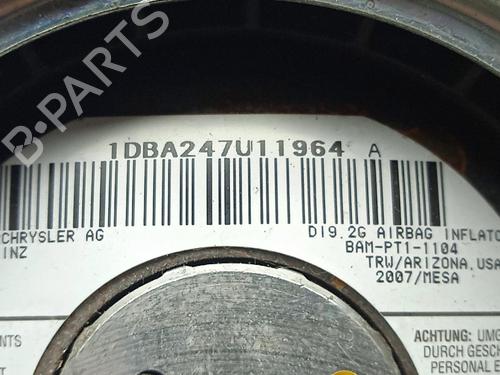 B-PARTS
1DBA247U11964 A
CHRYSLER AG
INZ
DI9.2G AIRBAG INFLATO
BAM-PT1-1104
TRW/ARIZONA,USA
2007/MESA
NTS
T
ACHTUNG: UMG
DURCH GESCH
PERSONAL E